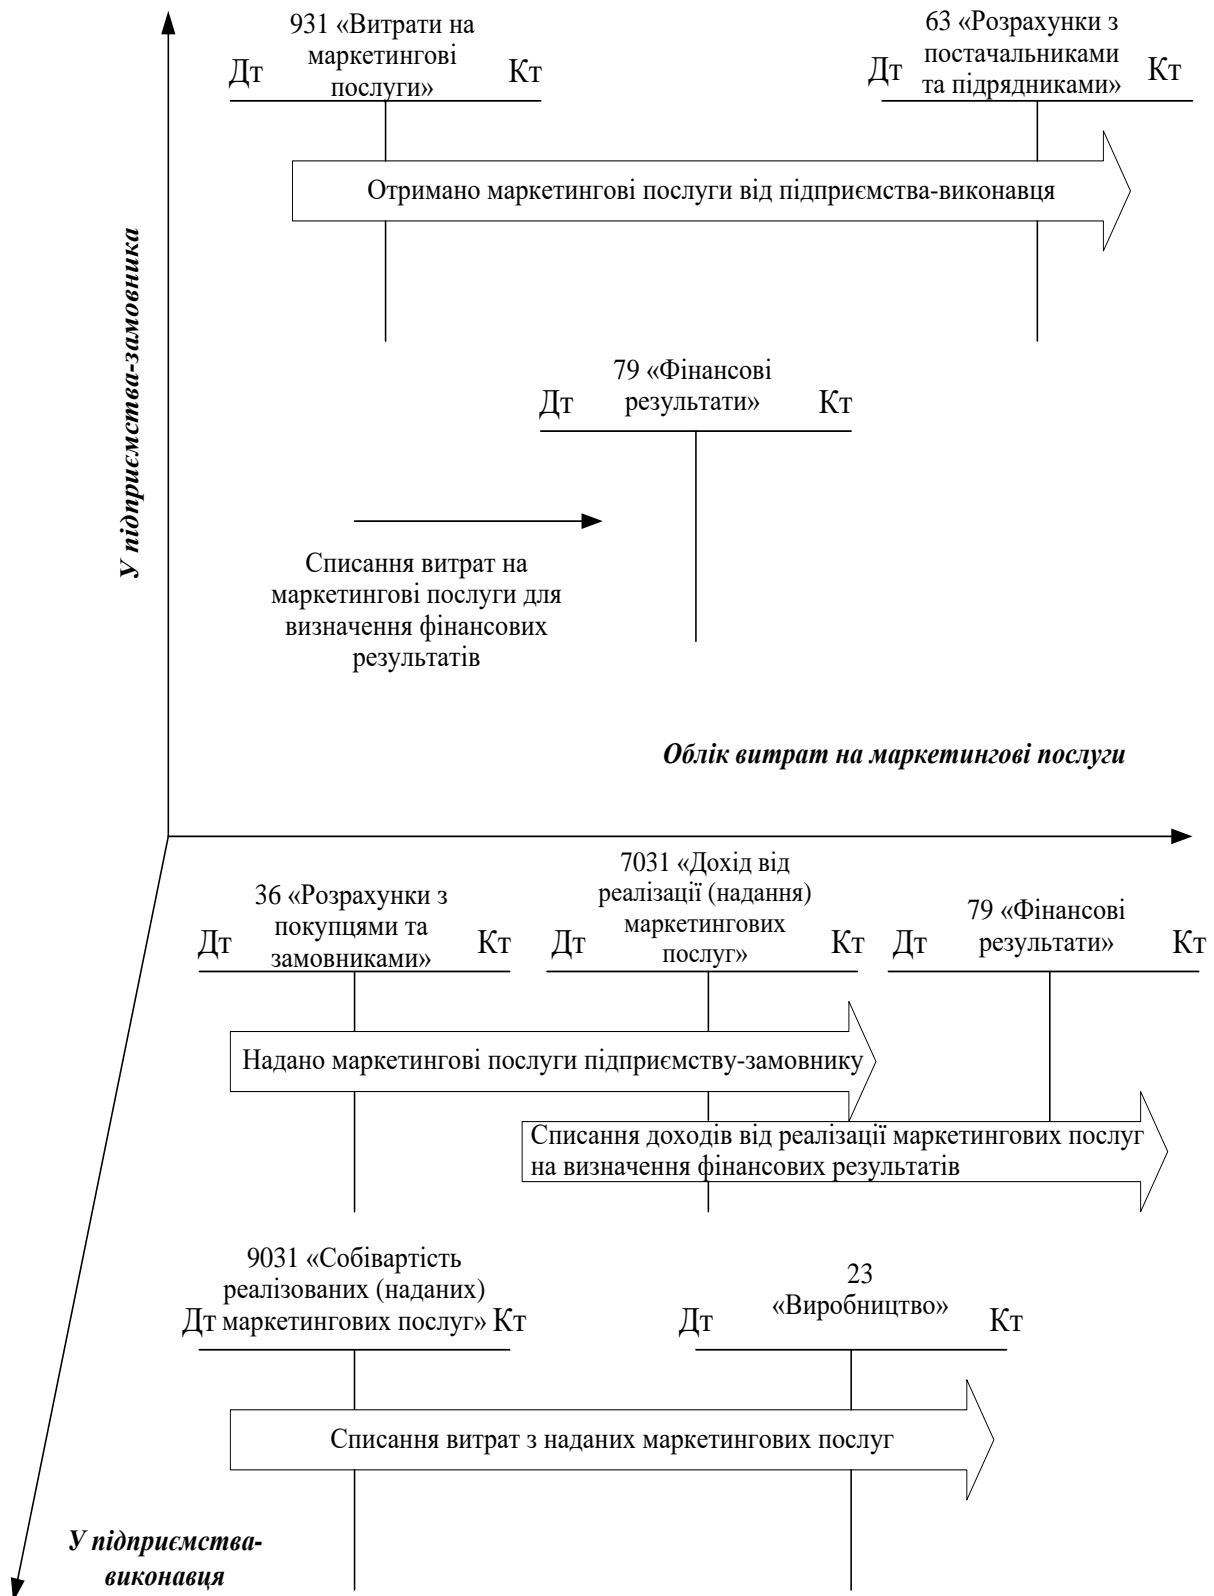 931 «Витрати на
маркетингові
послуги»
Дт
Кт
63 «Розрахунки з
постачальниками
та підрядниками»
Дт
Кт
Отримано маркетингові послуги від підприємства-виконавця
У підприємства-замовника
79 «Фінансові
результати»
Дт
Кт
Списання витрат на
маркетингові послуги для
визначення фінансових
результатів
Облік витрат на маркетингові послуги
36 «Розрахунки з
покупцями та
замовниками»
Дт
Кт
7031 «Дохід від
реалізації (надання)
маркетингових
послуг»
Дт
Кт
79 «Фінансові
результати»
Дт
Кт
Надано маркетингові послуги підприємству-замовнику
Списання доходів від реалізації маркетингових послуг
на визначення фінансових результатів
9031 «Собівартість
реалізованих (наданих)
Дт маркетингових послуг» Кт
23
«Виробництво»
Дт
Кт
Списання витрат з наданих маркетингових послуг
У підприємства-
виконавця